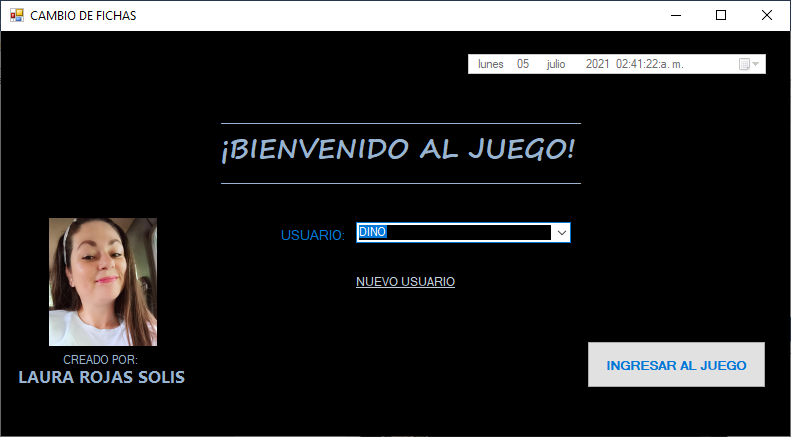 CAMBIO DE FICHAS
lunes 05 julio 2021 02:41:22:a. m.
¡BIENVENIDO AL JUEGO!
USUARIO: DINO
NUEVO USUARIO
CREADO POR:
LAURA ROJAS SOLIS
INGRESAR AL JUEGO